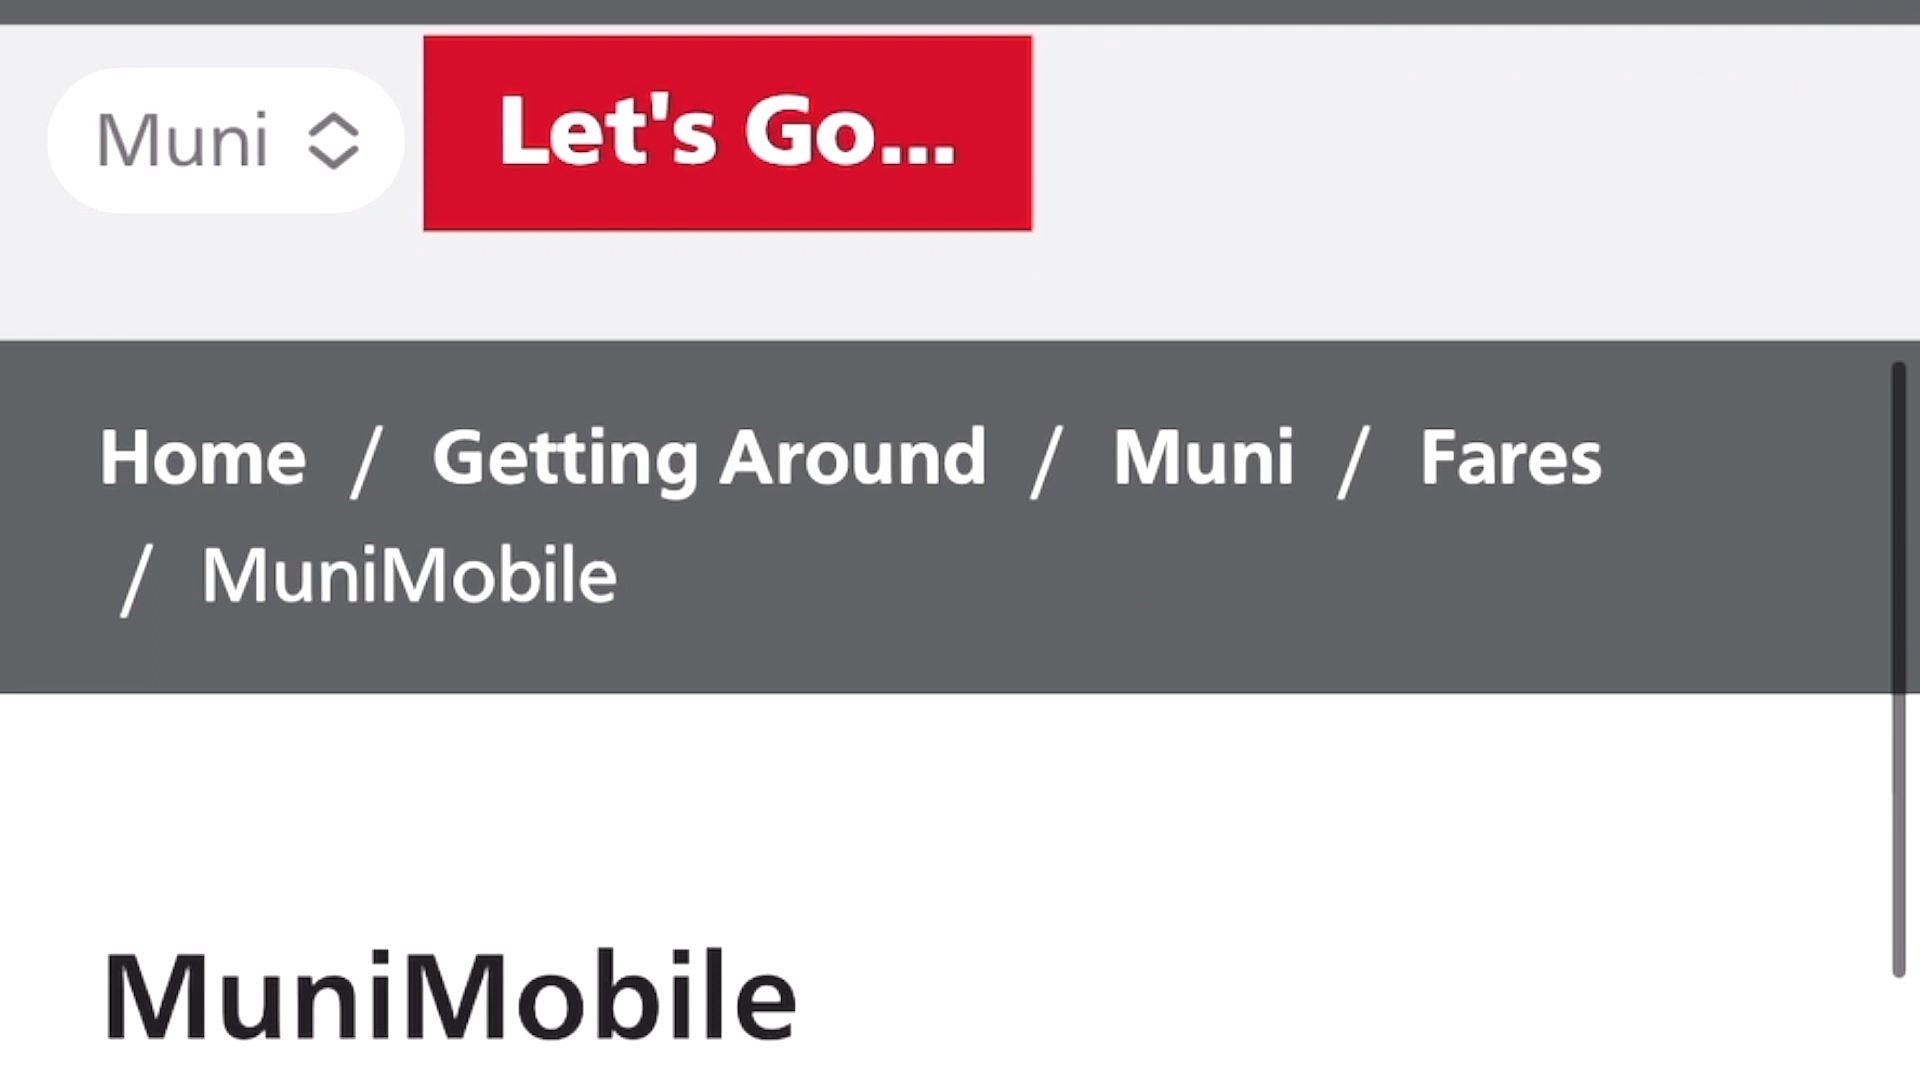 Muni Let's Go...
Home / Getting Around / Muni / Fares
/ MuniMobile
MuniMobile